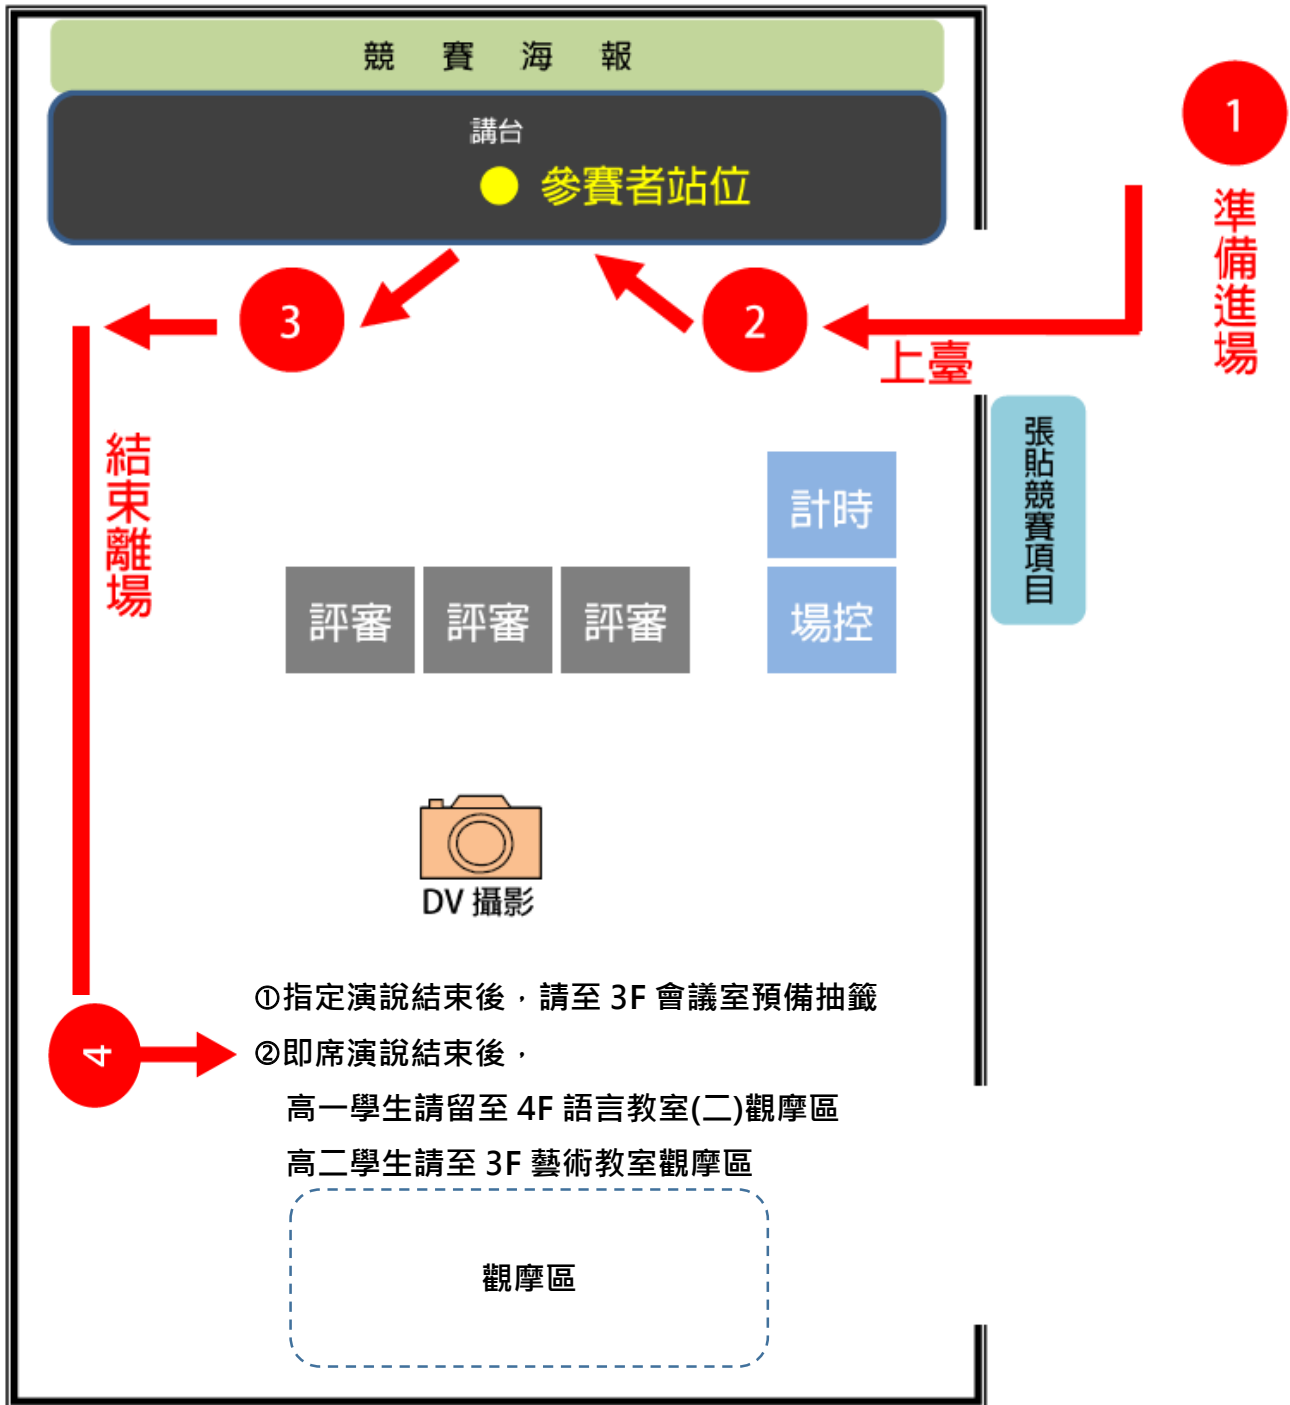 競 賽 海 報
講台
參賽者站位
1
準備進場
2
上臺
3
結束離場
張貼競賽項目
計時
場控
評審 評審 評審
DV 攝影
4
①指定演說結束後，請至 3F 會議室預備抽籤
②即席演說結束後，
高一學生請留至 4F 語言教室(二)觀摩區
高二學生請至 3F 藝術教室觀摩區
觀摩區